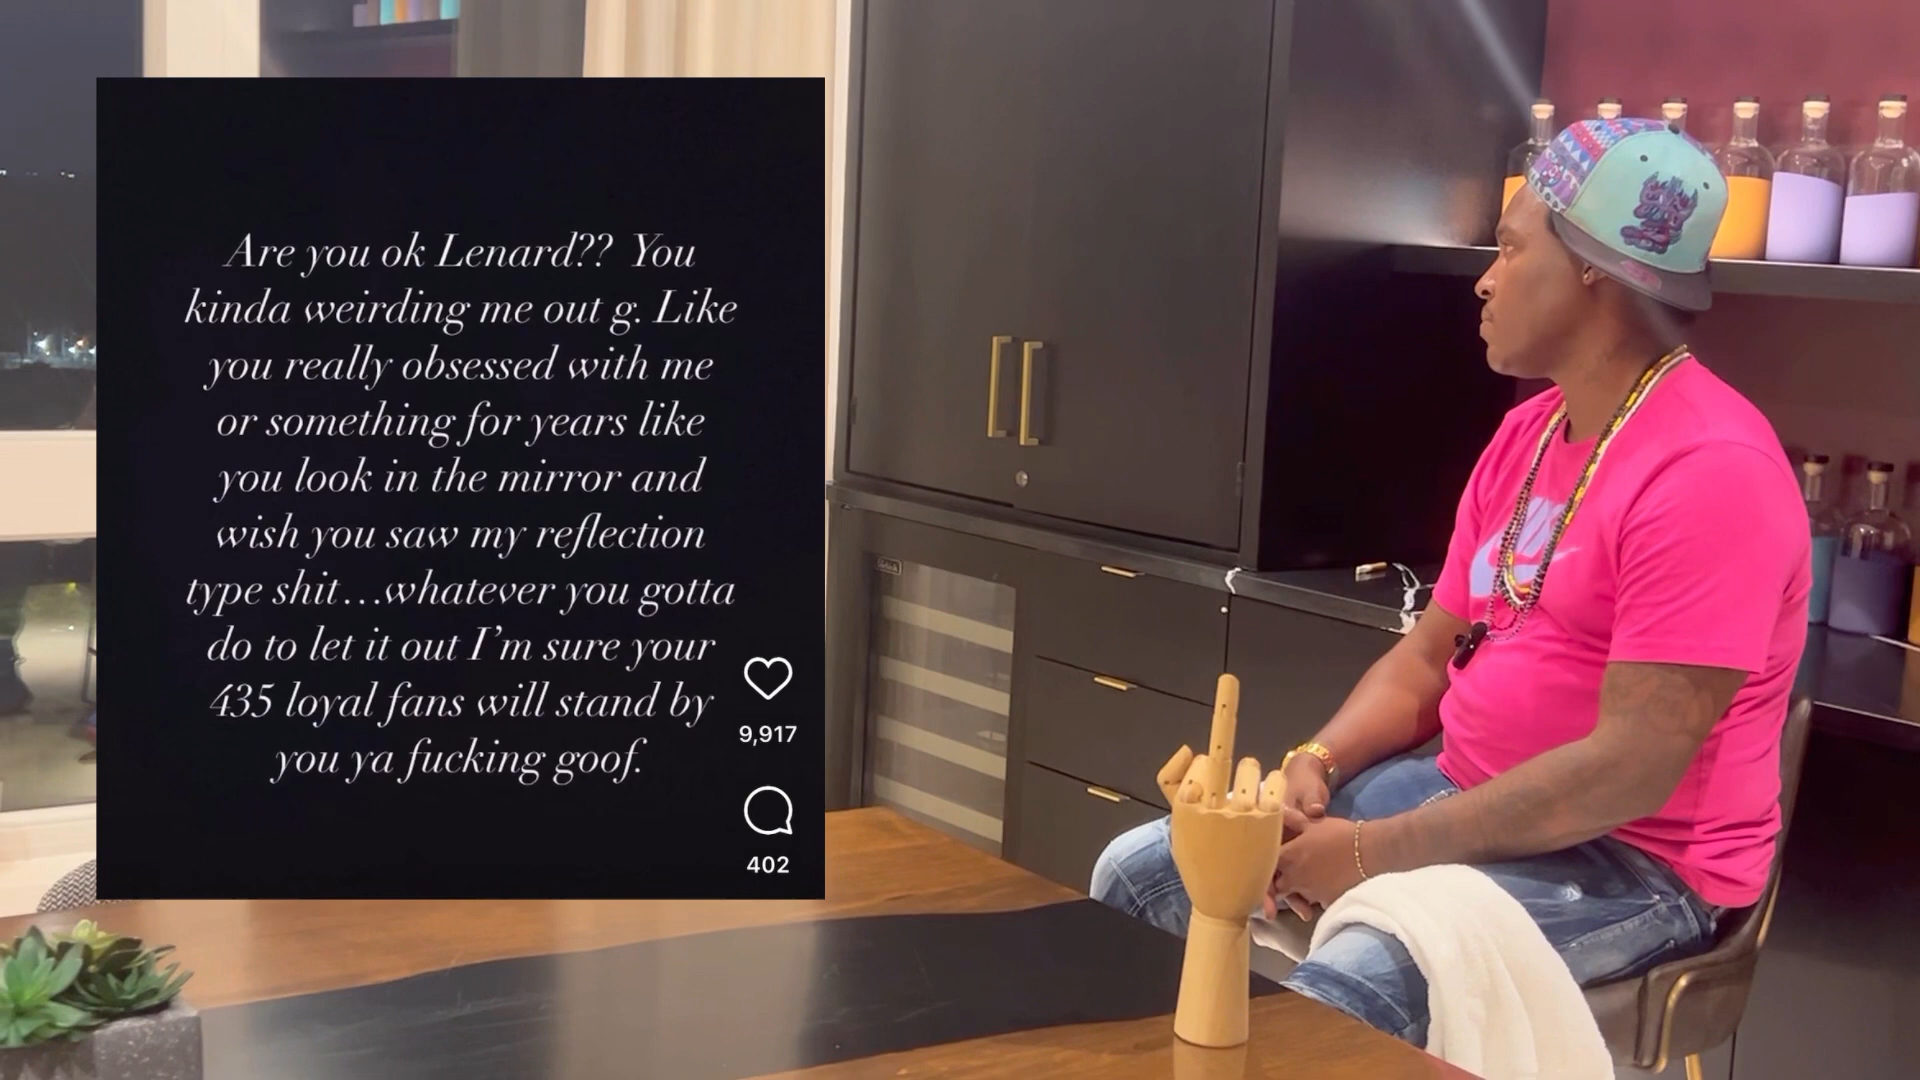 Are you ok Lenard??  You
kinda weirding me out g. Like
you really obsessed with me
or something for years like
you look in the mirror and
wish you saw my reflection
type shit...whatever you gotta
do to let it out I'm sure your
435 loyal fans will stand by
you ya fucking goof.
9,917
402